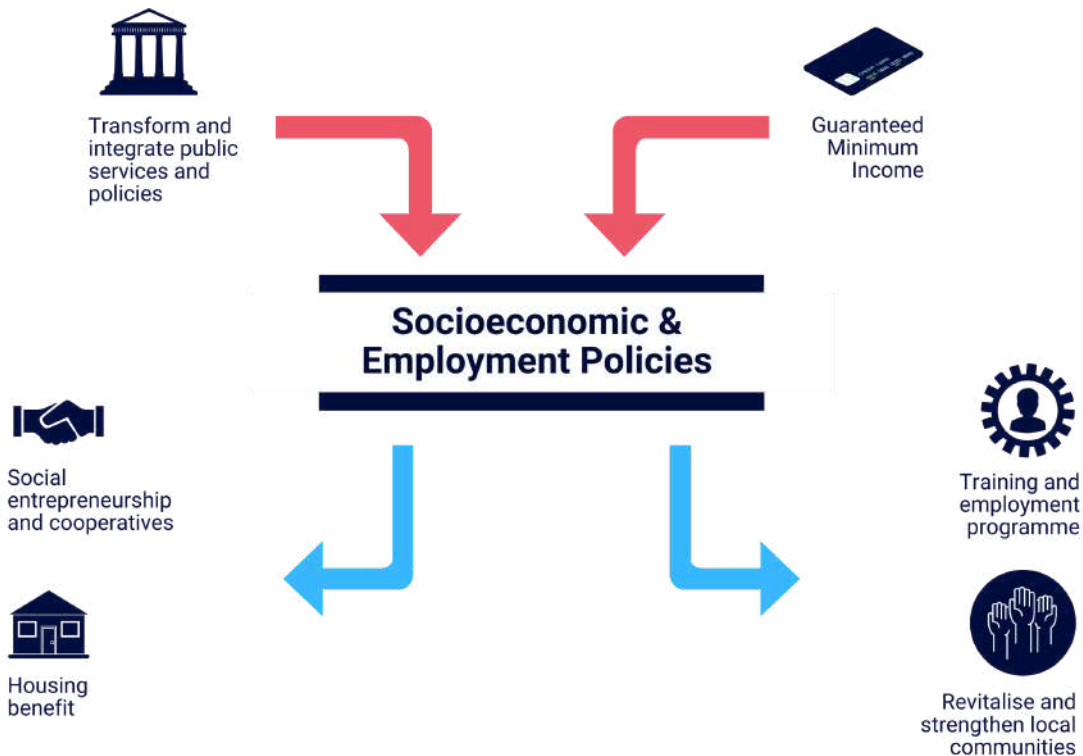 Transform and
integrate public
services and
policies
Guaranteed
Minimum
Income
Socioeconomic &
Employment Policies
Social
entrepreneurship
and cooperatives
Training and
employment
programme
Housing
benefit
Revitalise and
strengthen local
communities